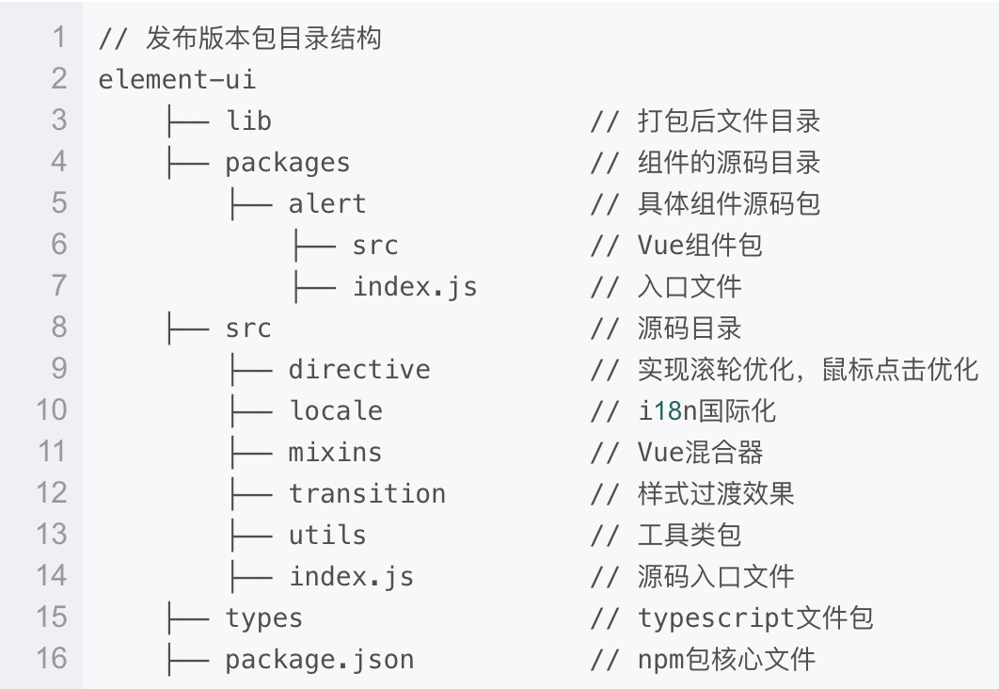 1 // 发布版本包目录结构
2 element-ui
3     ├── lib                    // 打包后文件目录
4     ├── packages               // 组件的源码目录
5         ├── alert              // 具体组件源码包
6             ├── src            // Vue组件包
7             ├── index.js       // 入口文件
8     ├── src                    // 源码目录
9         ├── directive          // 实现滚轮优化，鼠标点击优化
10         ├── locale             // i18n国际化
11         ├── mixins             // Vue混合器
12         ├── transition         // 样式过渡效果
13         ├── utils              // 工具类包
14         ├── index.js           // 源码入口文件
15     ├── types                  // typescript文件包
16     ├── package.json           // npm包核心文件